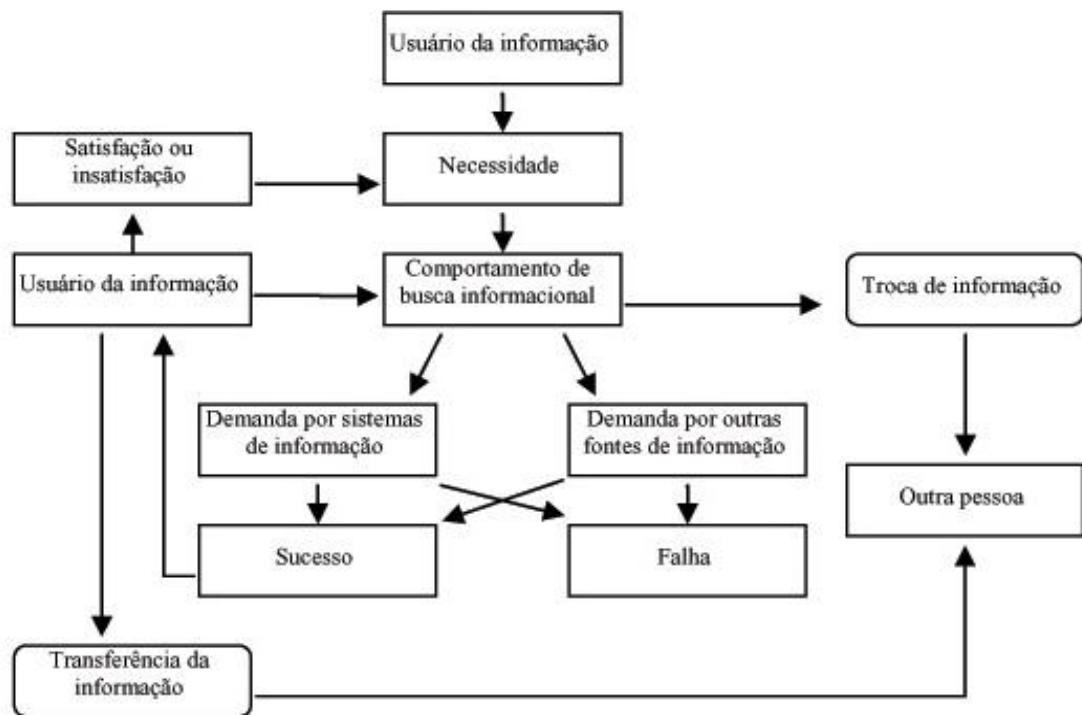 Usuário da informação
Satisfação ou
insatisfação
Necessidade
Usuário da informação
Comportamento de
busca informacional
Troca de informação
Demanda por sistemas
de informação
Demanda por outras
fontes de informação
Outra pessoa
Sucesso
Falha
Transferência da
informação